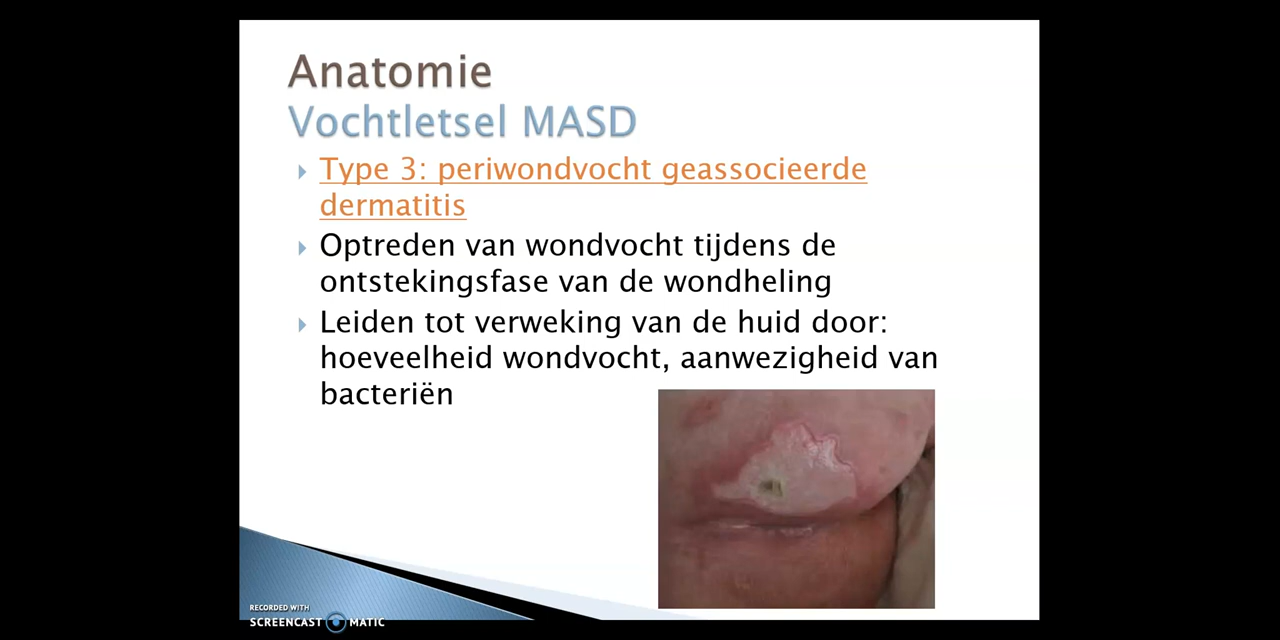 Anatomie
Vochtletsel MASD
Type 3: periwondvocht geassocieerde
dermatitis
Optreden van wondvocht tijdens de
ontstekingsfase van de wondheling
Leiden tot verweking van de huid door:
hoeveelheid wondvocht, aanwezigheid van
bacteriën
RECORDED WITH
SCREENCAST MATIC